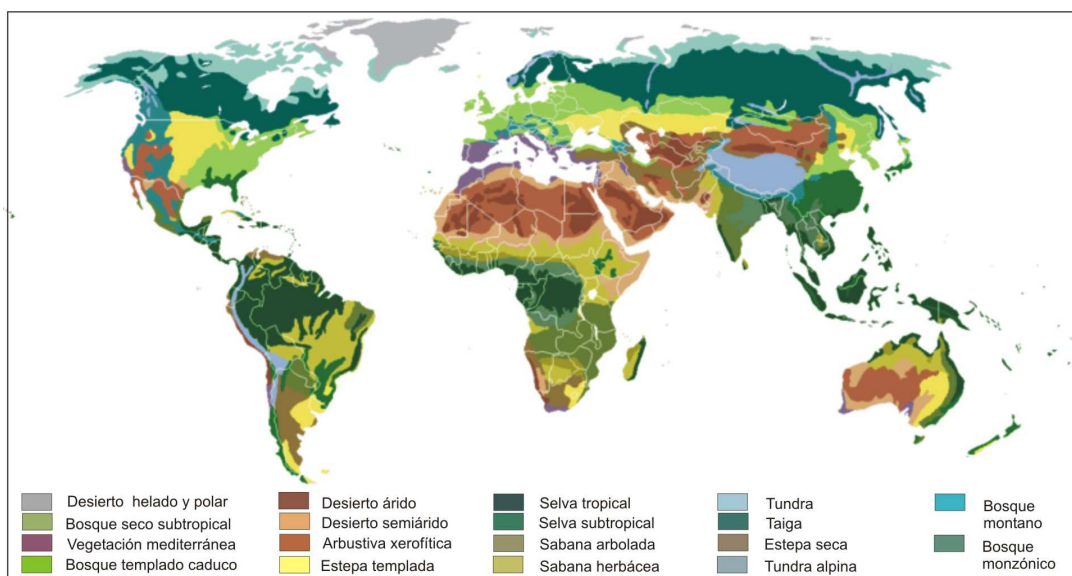 Desierto helado y polar
Bosque seco subtropical
Vegetación mediterránea
Bosque templado caduco
Desierto árido
Desierto semiárido
Arbustiva xerofítica
Estepa templada
Selva tropical
Selva subtropical
Sabana arbolada
Sabana herbácea
Tundra
Taiga
Estepa seca
Tundra alpina
Bosque
montano
Bosque
monzónico